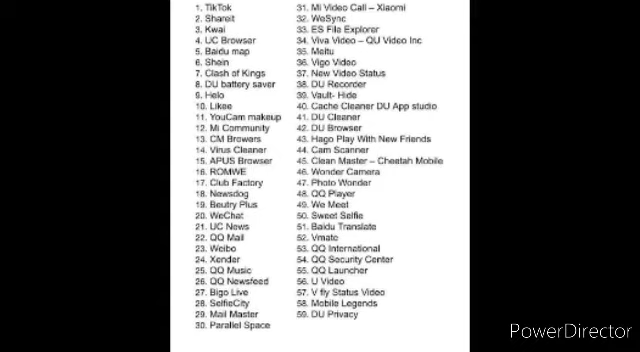 1. TikTok
2. Shareit
3. Kwai
4. UC Browser
5. Baidu map
6. Shein
7. Clash of Kings
8. DU battery saver
9. Helo
10. Likee
11. YouCam makeup
12. Mi Community
13. CM Browers
14. Virus Cleaner
15. APUS Browser
16. ROMWE
17. Club Factory
18. Newsdog
19. Beutry Plus
20. WeChat
21. UC News
22. QQ Mail
23. Weibo
24. Xender
25. QQ Music
26. QQ Newsfeed
27. Bigo Live
28. SelfieCity
29. Mail Master
30. Parallel Space
31. Mi Video Call – Xiaomi
32. WeSync
33. ES File Explorer
34. Viva Video – QU Video Inc
35. Meitu
36. Vigo Video
37. New Video Status
38. DU Recorder
39. Vault- Hide
40. Cache Cleaner DU App studio
41. DU Cleaner
42. DU Browser
43. Hago Play With New Friends
44. Cam Scanner
45. Clean Master – Cheetah Mobile
46. Wonder Camera
47. Photo Wonder
48. QQ Player
49. We Meet
50. Sweet Selfie
51. Baidu Translate
52. Vmate
53. QQ International
54. QQ Security Center
55. QQ Launcher
56. U Video
57. V fly Status Video
58. Mobile Legends
59. DU Privacy
PowerDirector